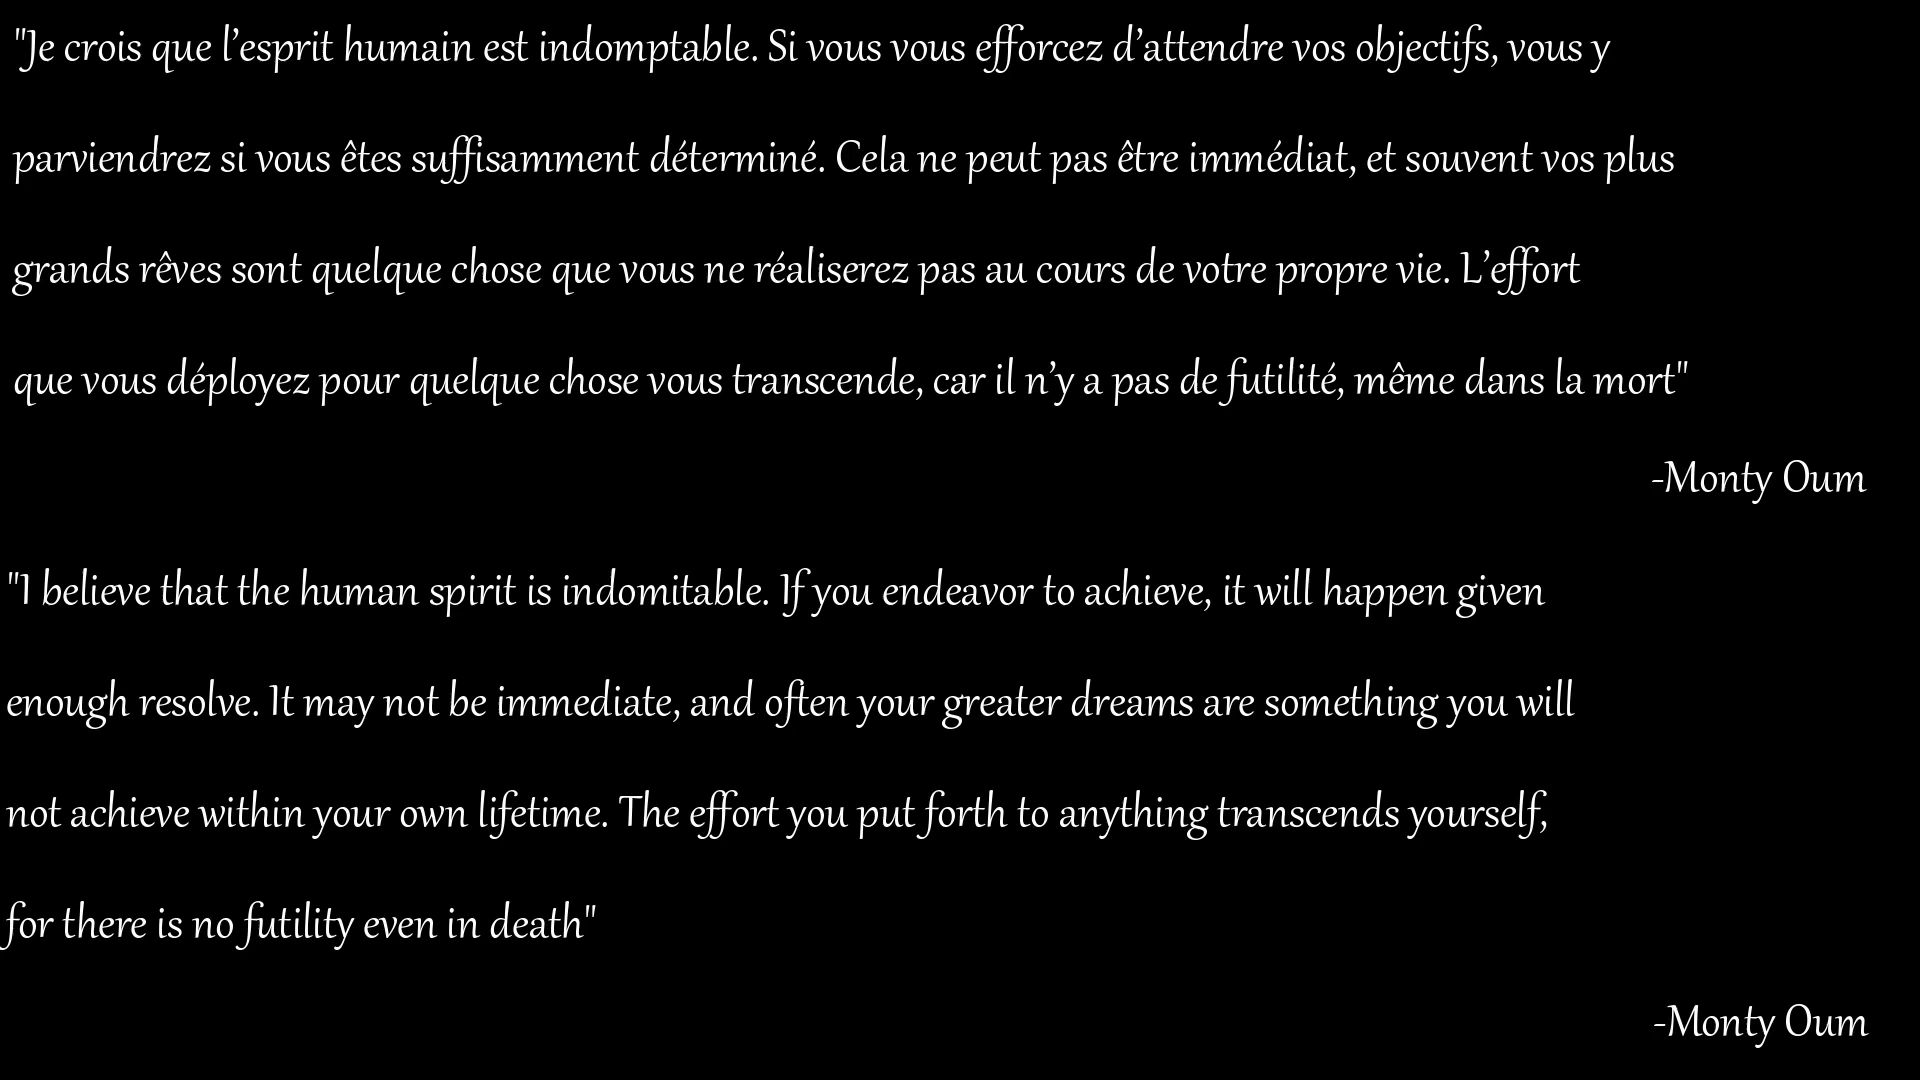 "Je crois que l’esprit humain est indomptable. Si vous vous efforcez d’attendre vos objectifs, vous y
parviendrez si vous êtes suffisamment déterminé. Cela ne peut pas être immédiat, et souvent vos plus
grands rêves sont quelque chose que vous ne réaliserez pas au cours de votre propre vie. L’effort
que vous déployez pour quelque chose vous transcende, car il n’y a pas de futilité, même dans la mort"
-Monty Oum
"I believe that the human spirit is indomitable. If you endeavor to achieve, it will happen given
enough resolve. It may not be immediate, and often your greater dreams are something you will
not achieve within your own lifetime. The effort you put forth to anything transcends yourself,
for there is no futility even in death"
-Monty Oum